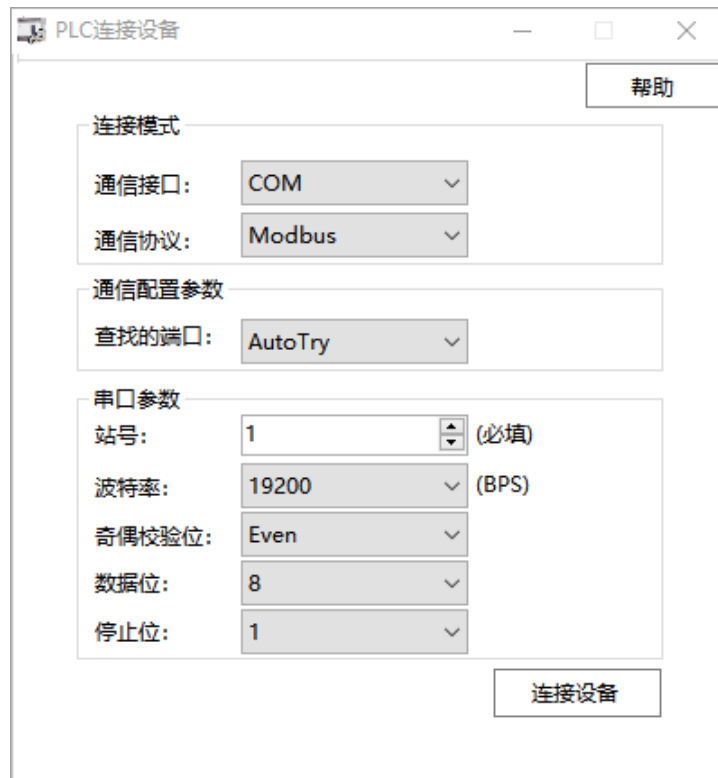 PLC连接设备
帮助
连接模式
通信接口： COM
通信协议： Modbus
通信配置参数
查找的端口： AutoTry
串口参数
站号： 1 (必填)
波特率： 19200 (BPS)
奇偶校验位： Even
数据位： 8
停止位： 1
连接设备